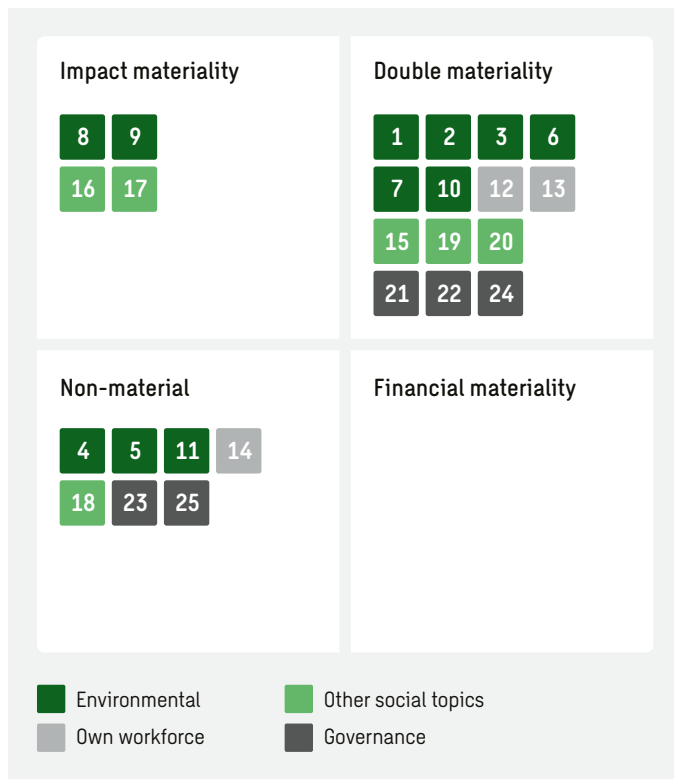 Impact materiality
8 9
16 17
Double materiality
1 2 3 6
7 10 12 13
15 19 20
21 22 24
Non-material
4 5 11 14
18 23 25
Financial materiality
Environmental
Other social topics
Own workforce
Governance